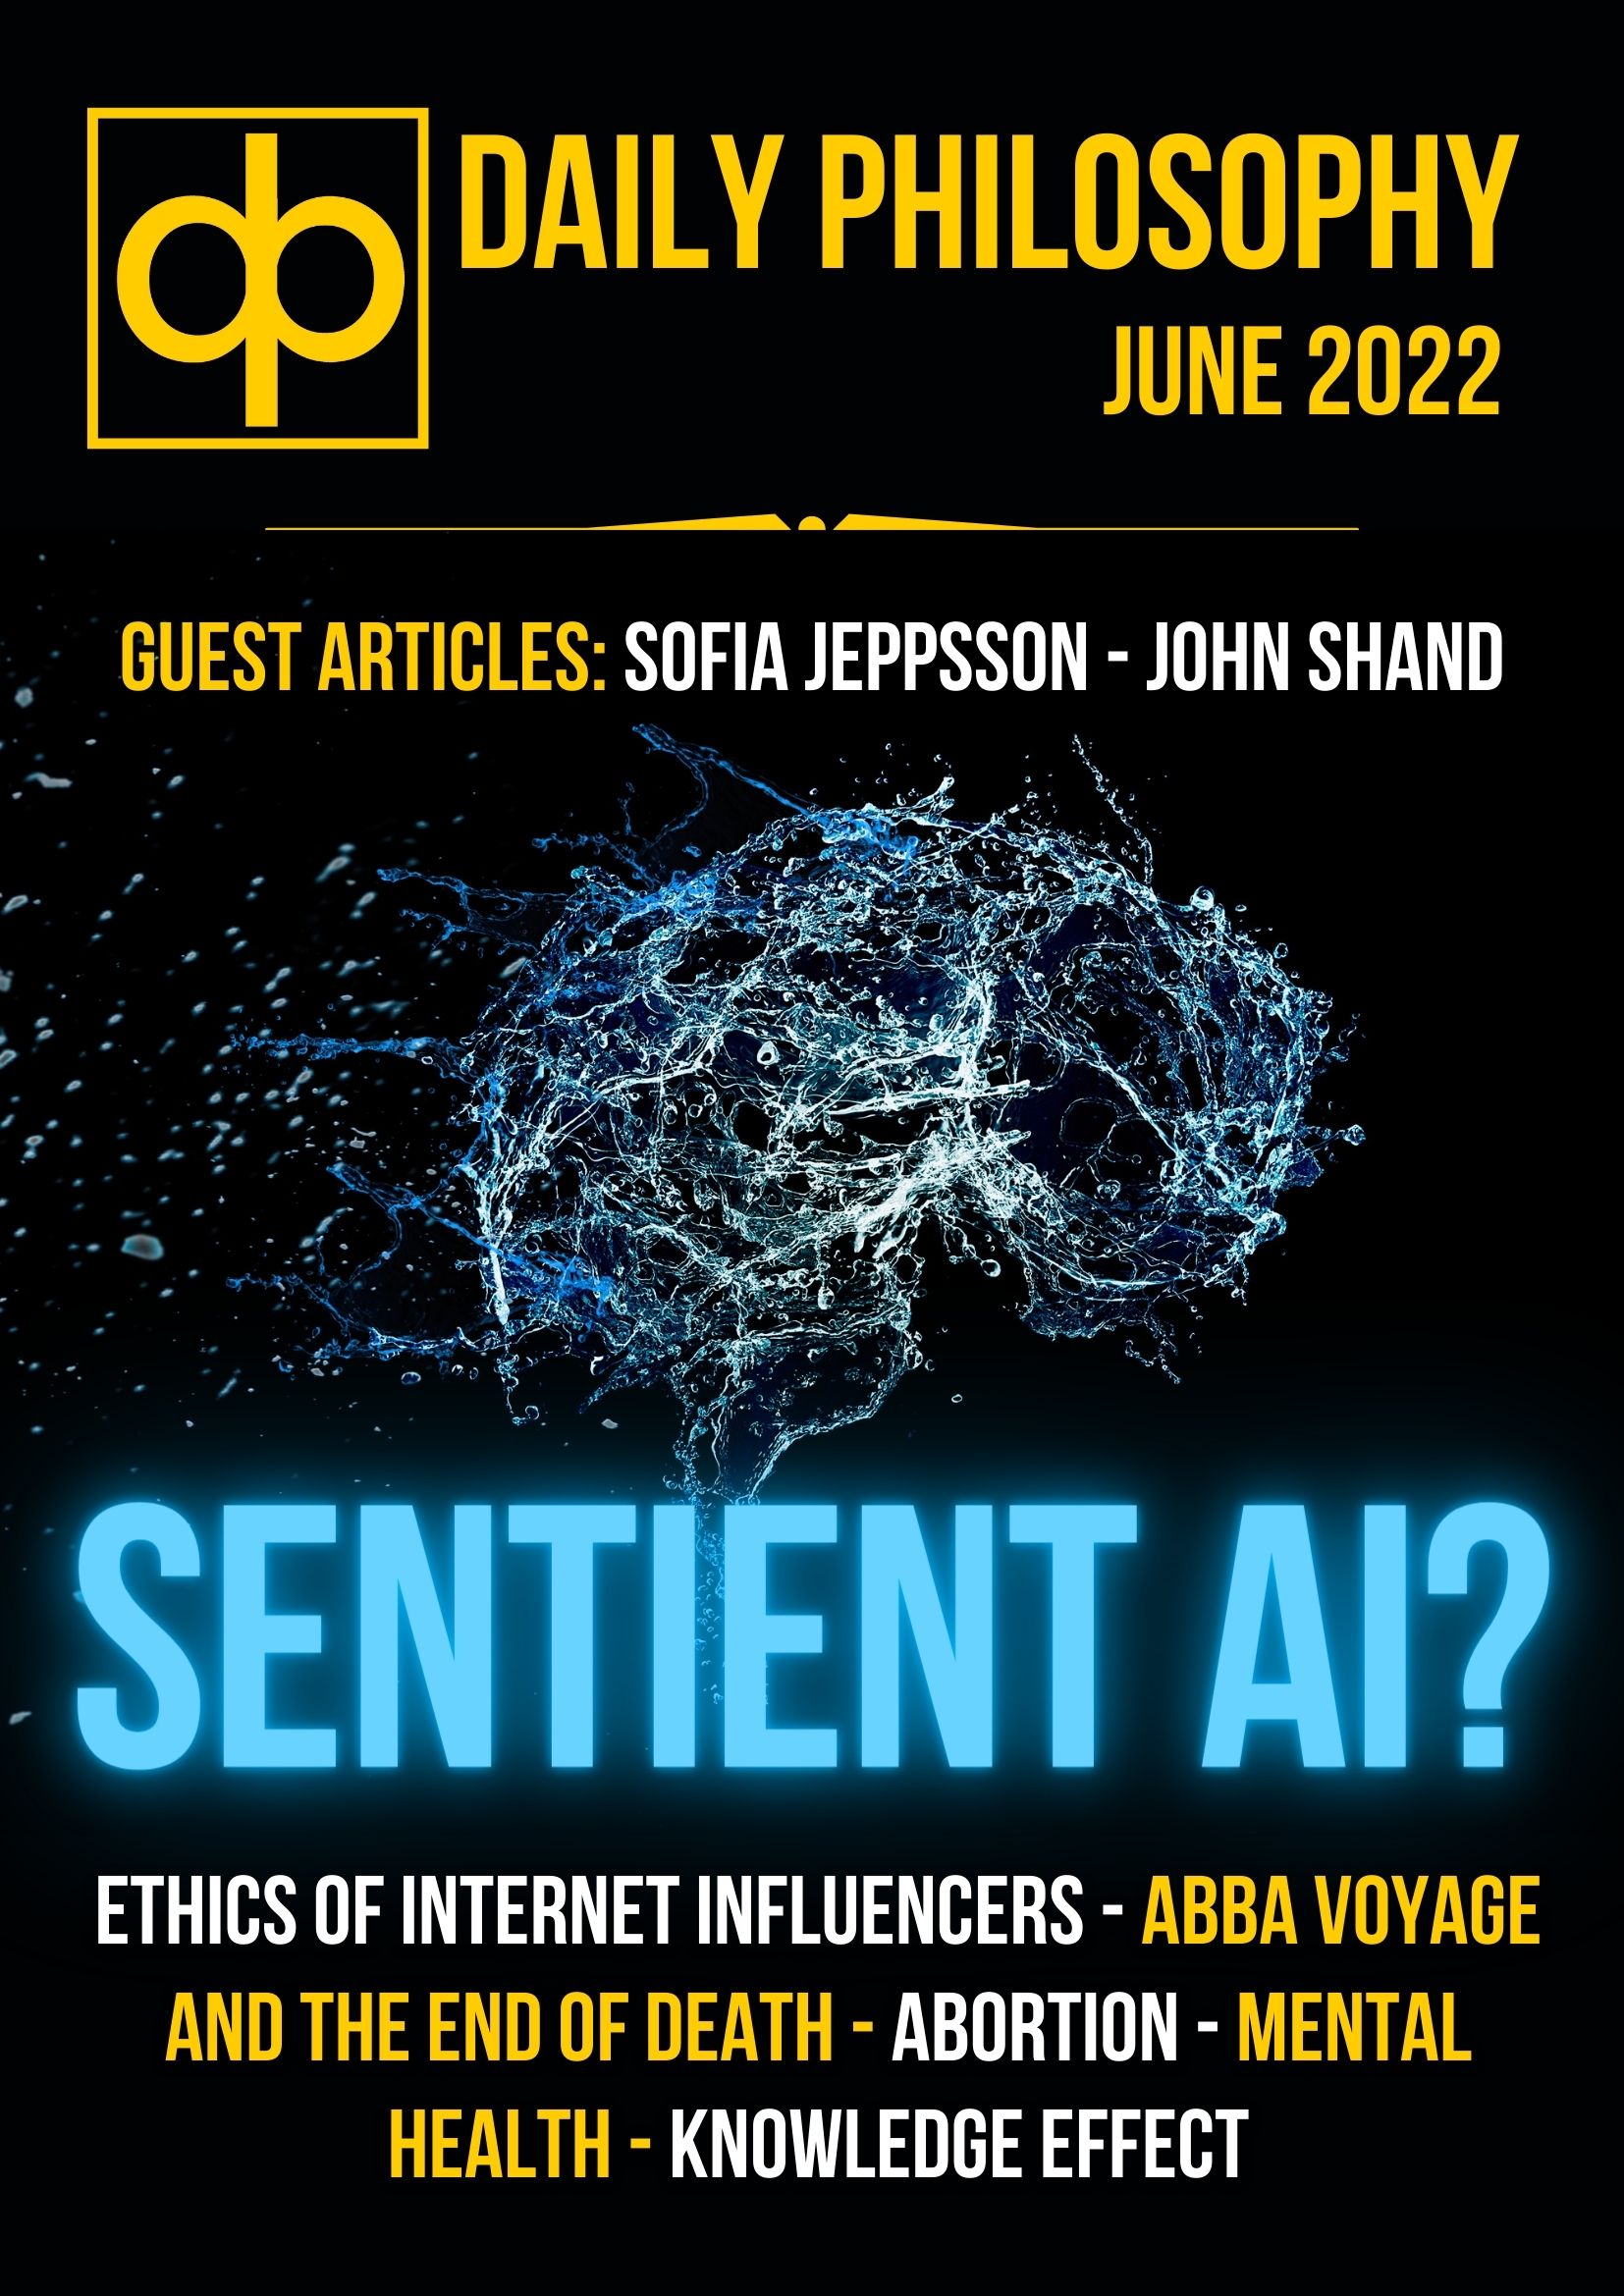 dp
DAILY PHILOSOPHY
JUNE 2022
GUEST ARTICLES: SOFIA JEPPSSON - JOHN SHAND
SENTIENT AI?
ETHICS OF INTERNET INFLUENCERS - ABBA VOYAGE
AND THE END OF DEATH - ABORTION - MENTAL
HEALTH - KNOWLEDGE EFFECT